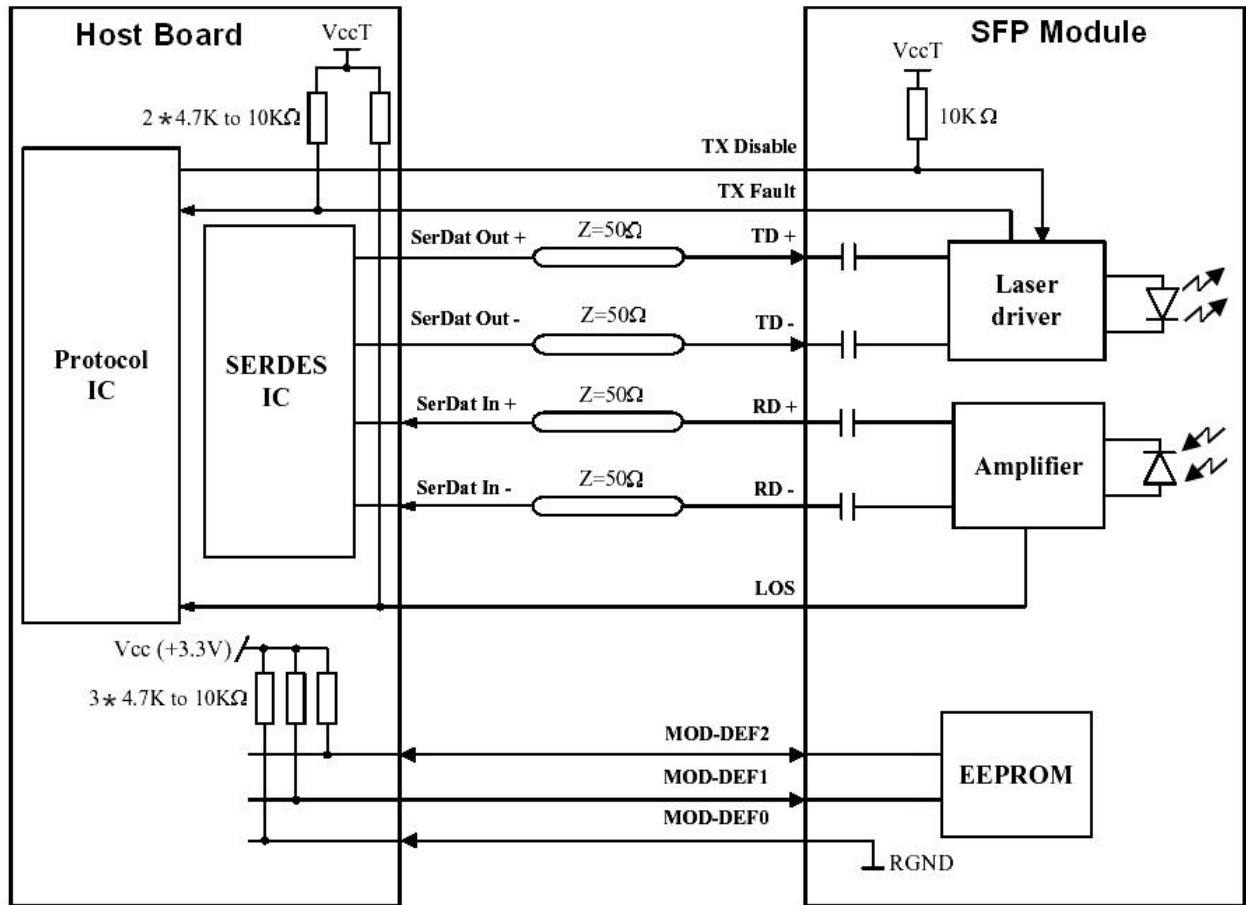 Host Board
SFP Module
VccT
VccT
2*4.7K to 10KΩ
10K Ω
TX Disable
TX Fault
SerDat Out +
Z=50Ω
TD +
Laser
driver
SerDat Out -
Z=50Ω
TD -
Protocol
IC
SERDES
IC
SerDat In +
Z=50Ω
RD +
Amplifier
SerDat In -
Z=50Ω
RD -
LOS
Vcc (+3.3V)
3* 4.7K to 10KΩ
MOD-DEF2
MOD-DEF1
MOD-DEF0
EEPROM
RGND